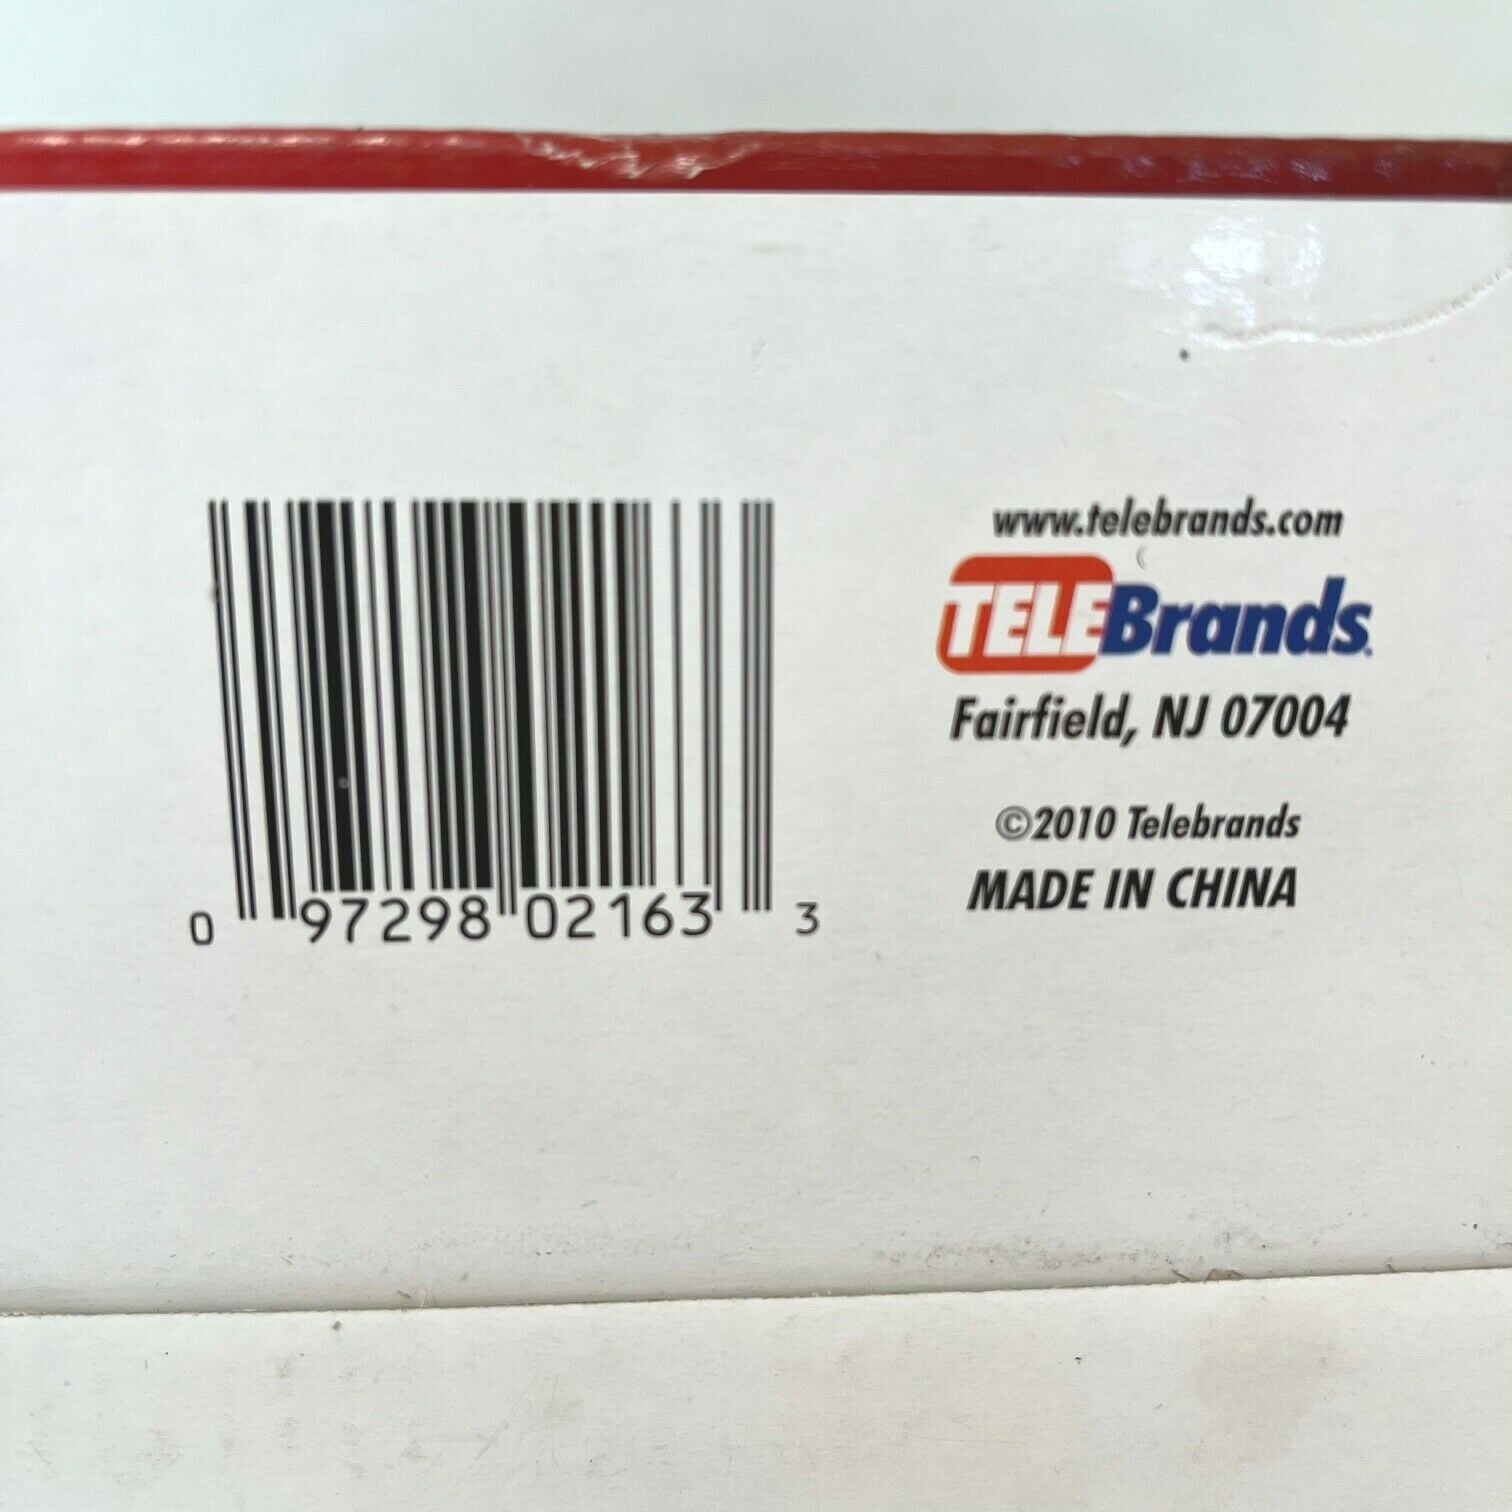 0 97298 02163 3
www.telebrands.com
TELEBrands.
Fairfield, NJ 07004
©2010 Telebrands
MADE IN CHINA